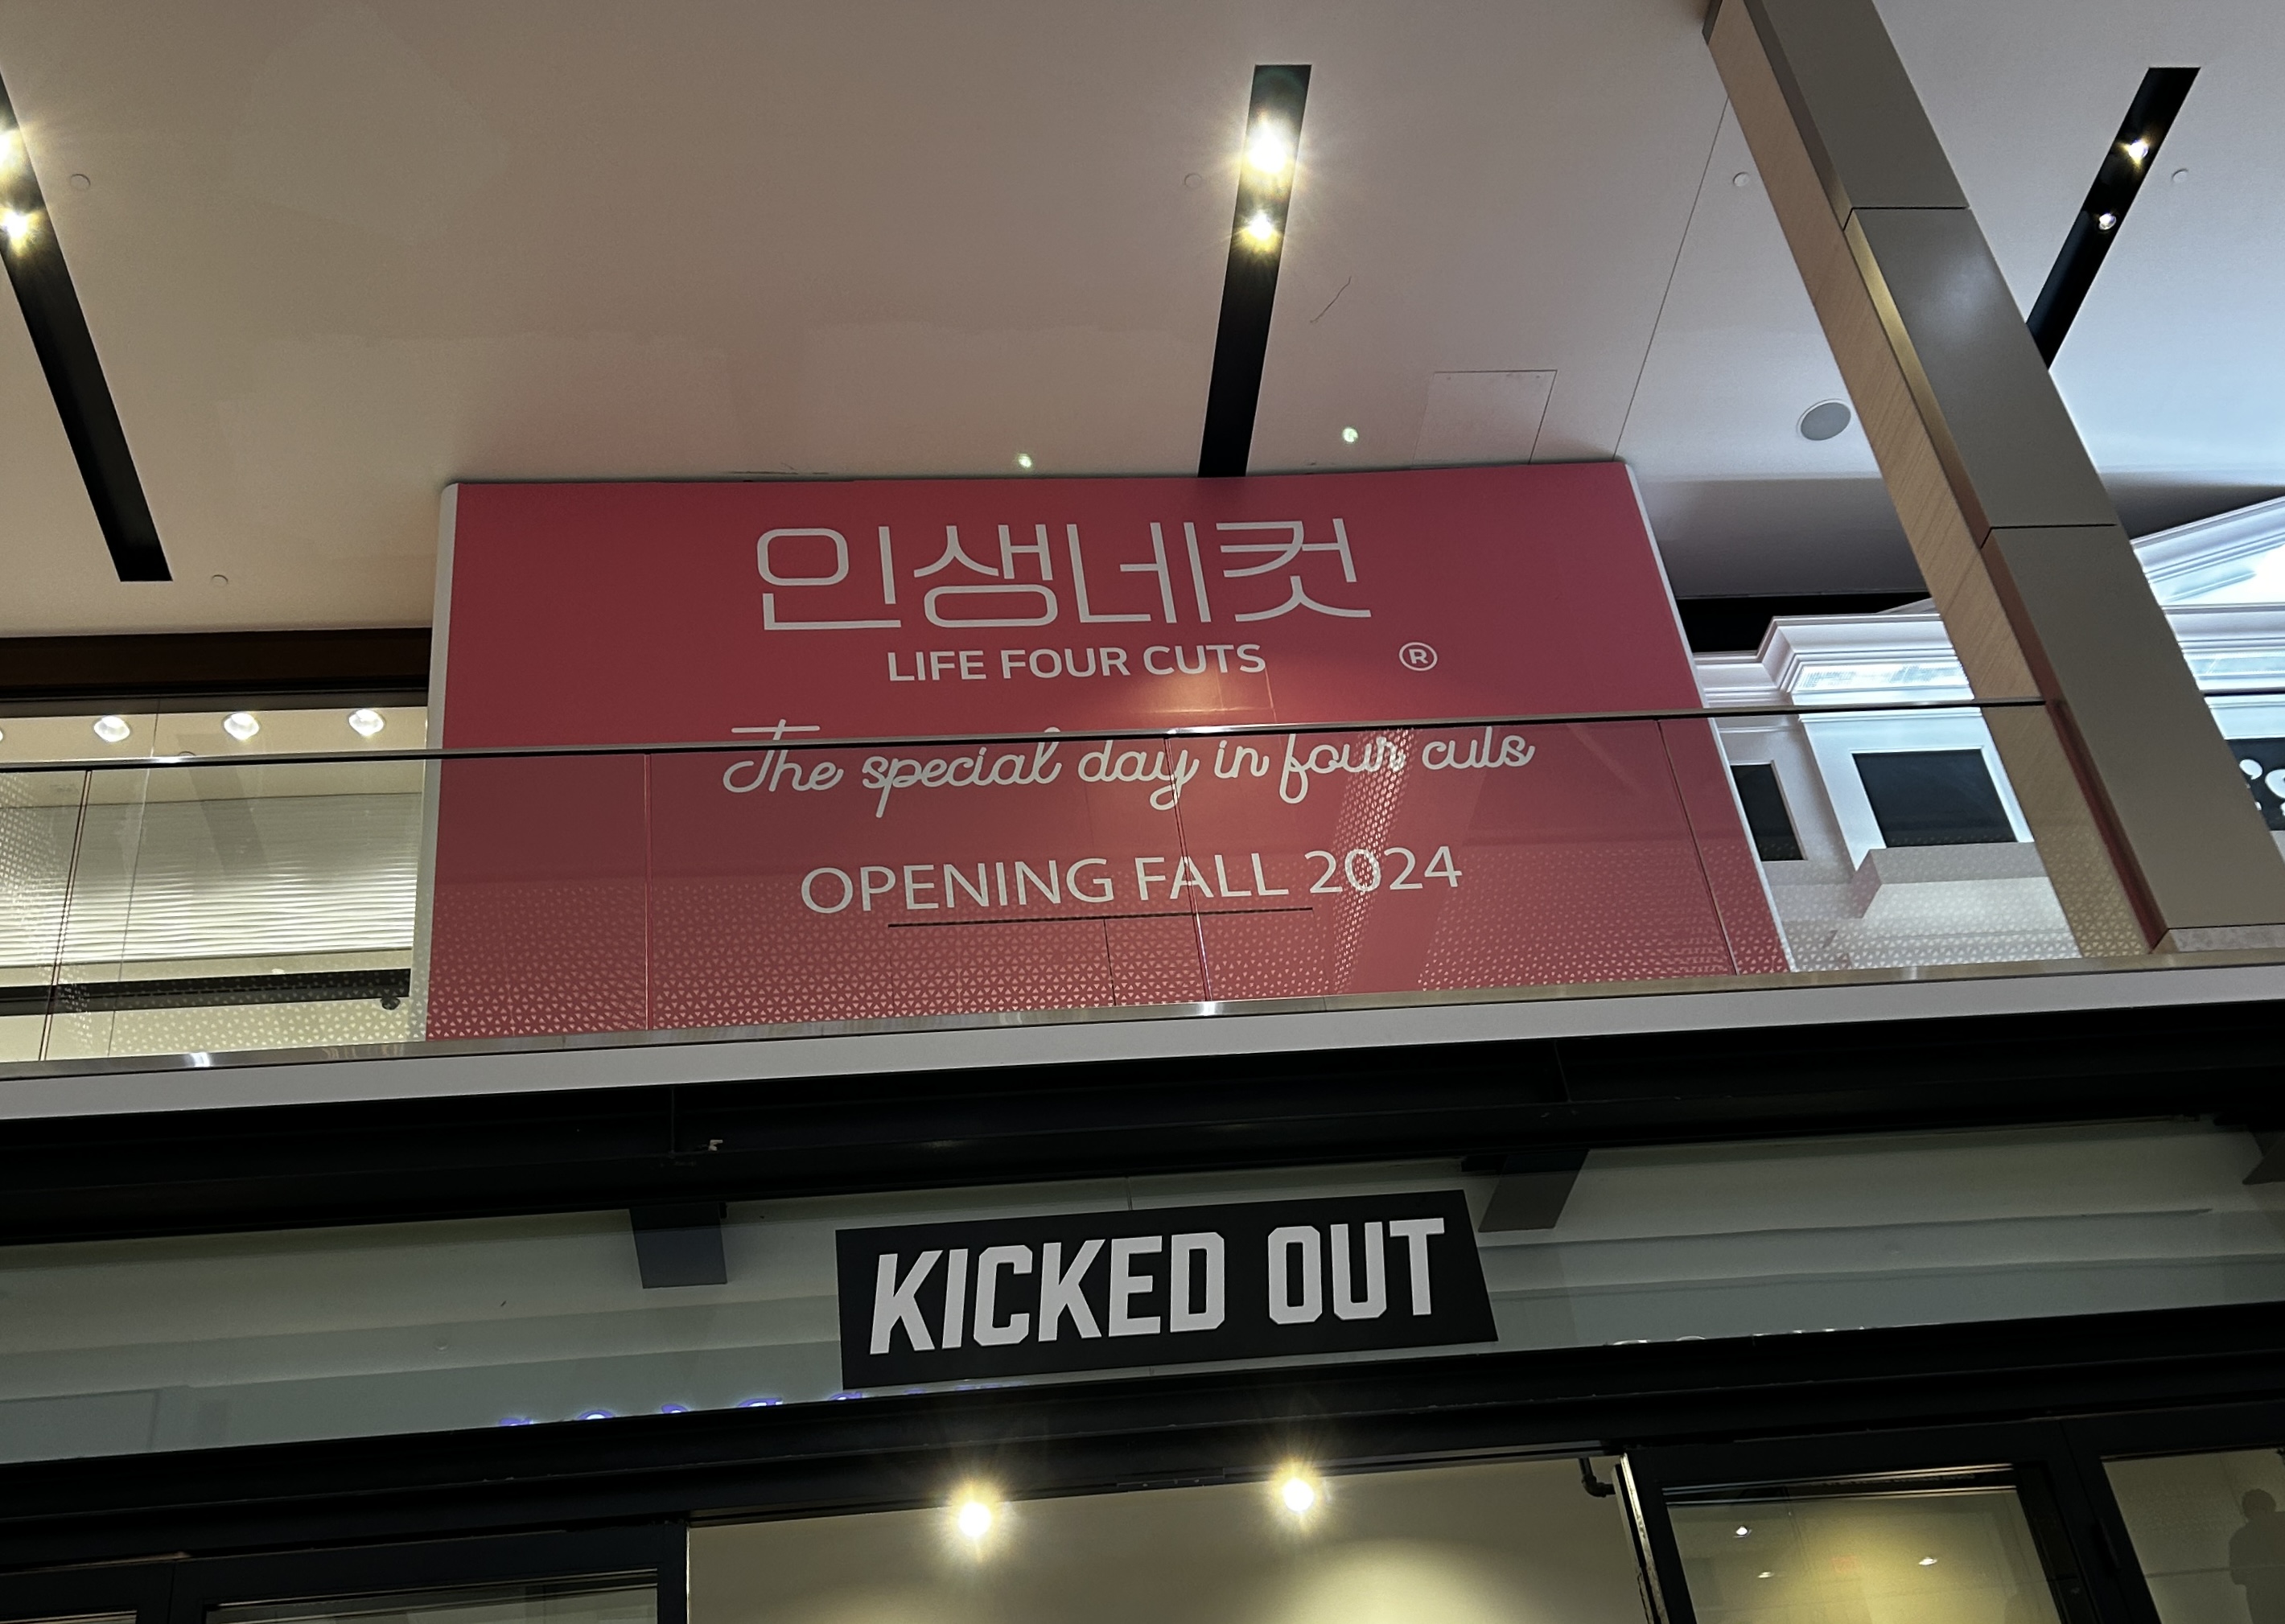 인생네컷
LIFE FOUR CUTS ®
The special day in four cuts
OPENING FALL 2024
KICKED OUT